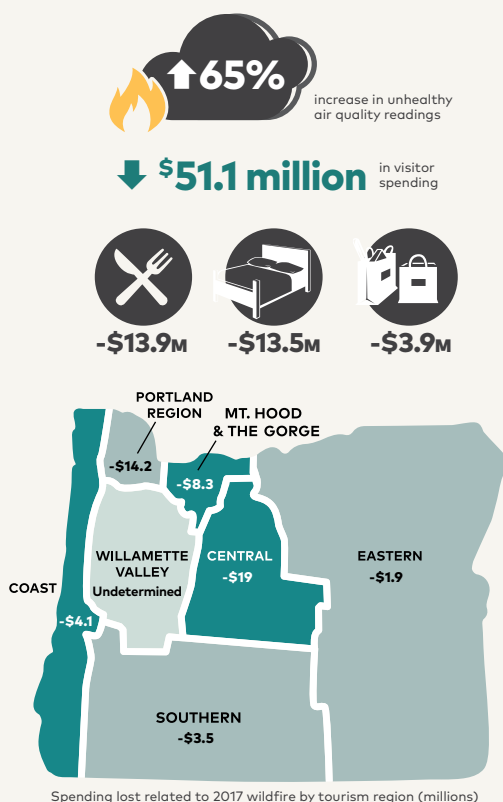 65%
increase in unhealthy
air quality readings
$51.1 million
in visitor
spending
-$13.9M
-$13.5M
-$3.9M
PORTLAND
REGION
MT. HOOD
& THE GORGE
-$14.2
-$8.3
WILLAMETTE
VALLEY
Undetermined
CENTRAL
-$19
EASTERN
-$1.9
COAST
-$4.1
SOUTHERN
-$3.5
Spending lost related to 2017 wildfire by tourism region (millions)